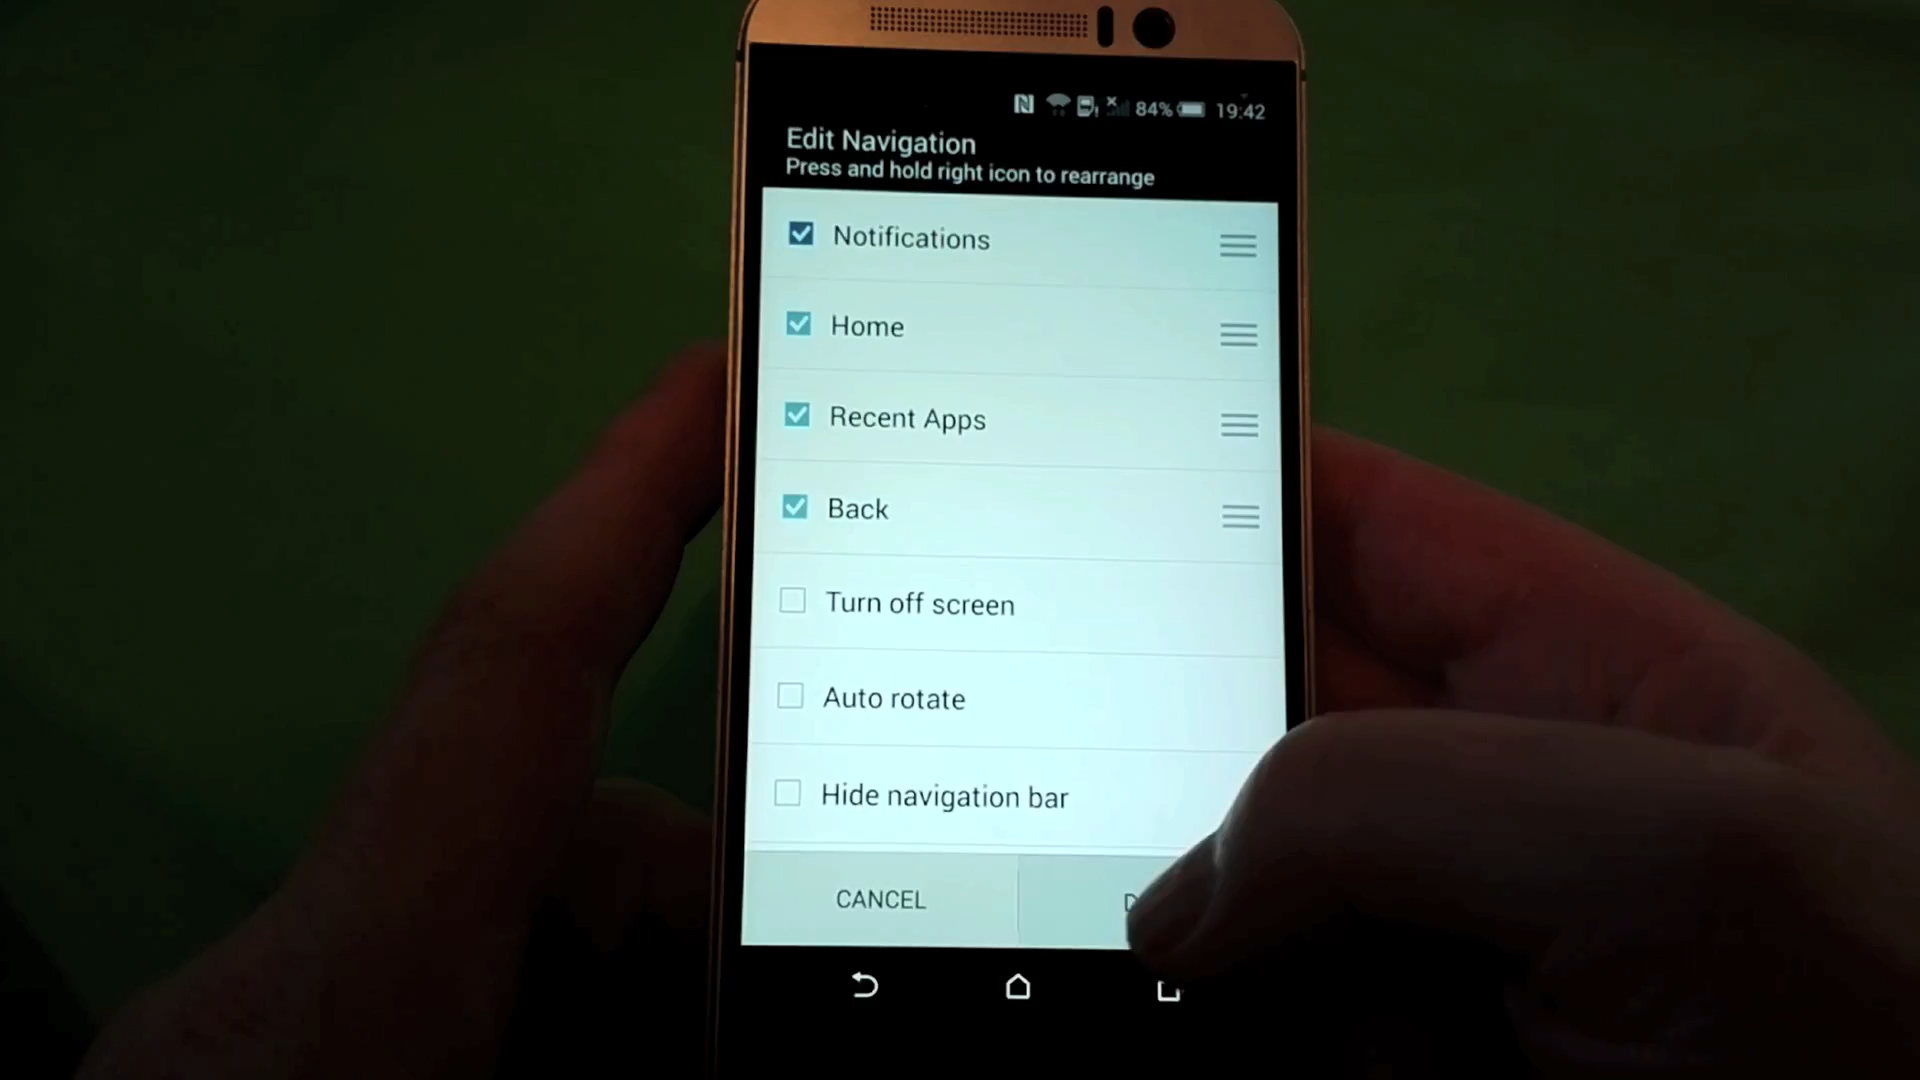 84% 19:42
Edit Navigation
Press and hold right icon to rearrange
Notifications
Home
Recent Apps
Back
Turn off screen
Auto rotate
Hide navigation bar
CANCEL